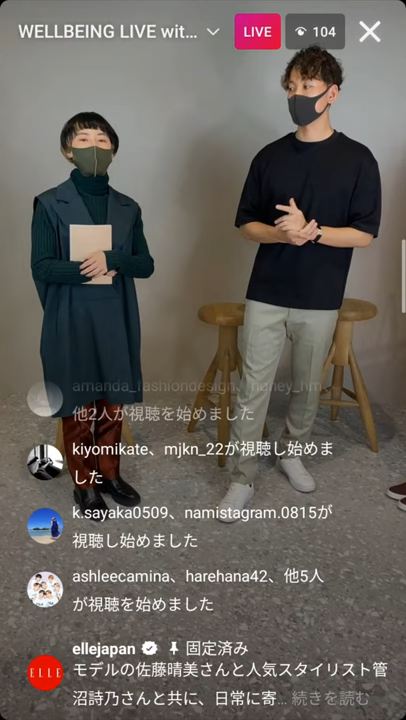 WELLBEING LIVE wit...
LIVE
104
amanda_fashiondesign、honey_hm、
他2人が視聴を始めました
kiyomikate、mjkn_22が視聴し始めま
した
k.sayaka0509、namistagram.0815が
視聴し始めました
ashleecamina、harehana42、他5人
が視聴を始めました
ellejapan 固定済み
ELLE
モデルの佐藤晴美さんと人気スタイリスト管
沼詩乃さんと共に、日常に寄... 続きを読む